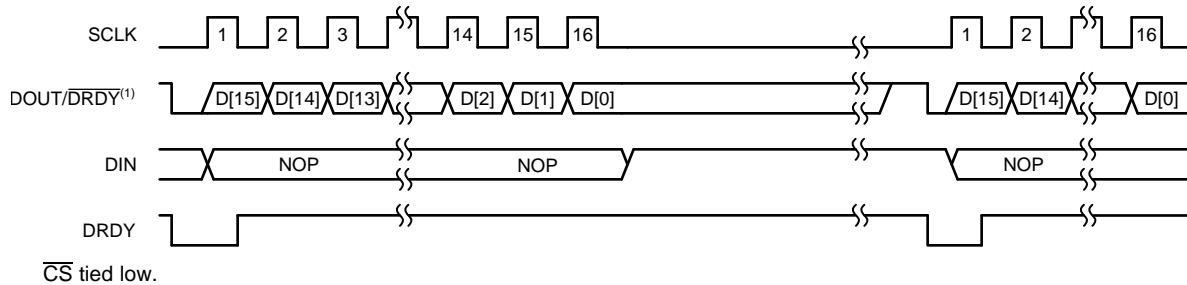 SCLK 1 2 3 14 15 16 1 2 16
DOUT/DRDY(1) D[15] D[14] D[13] D[2] D[1] D[0] D[15] D[14] D[0]
DIN NOP NOP NOP
DRDY
CS tied low.